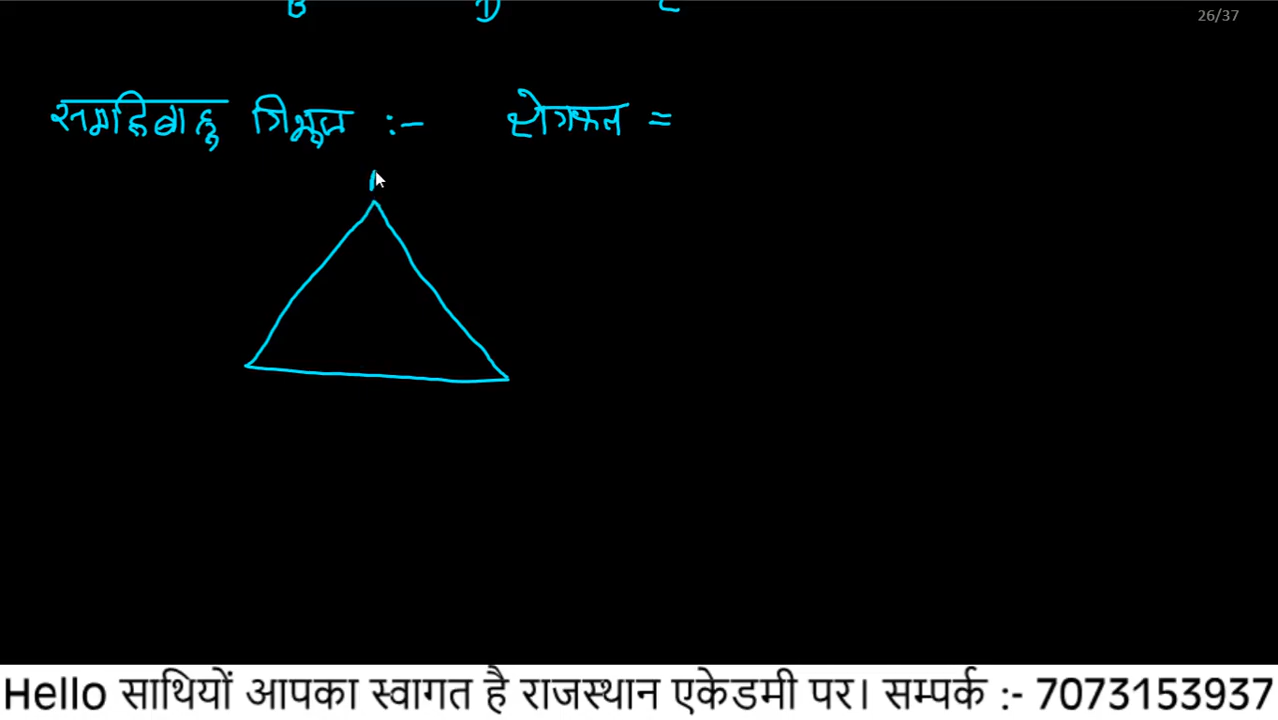 B D C
26/37
समद्विबाहु त्रिभुज :- क्षेत्रफल =
Hello साथियों आपका स्वागत है राजस्थान एकेडमी पर। सम्पर्क :- 7073153937